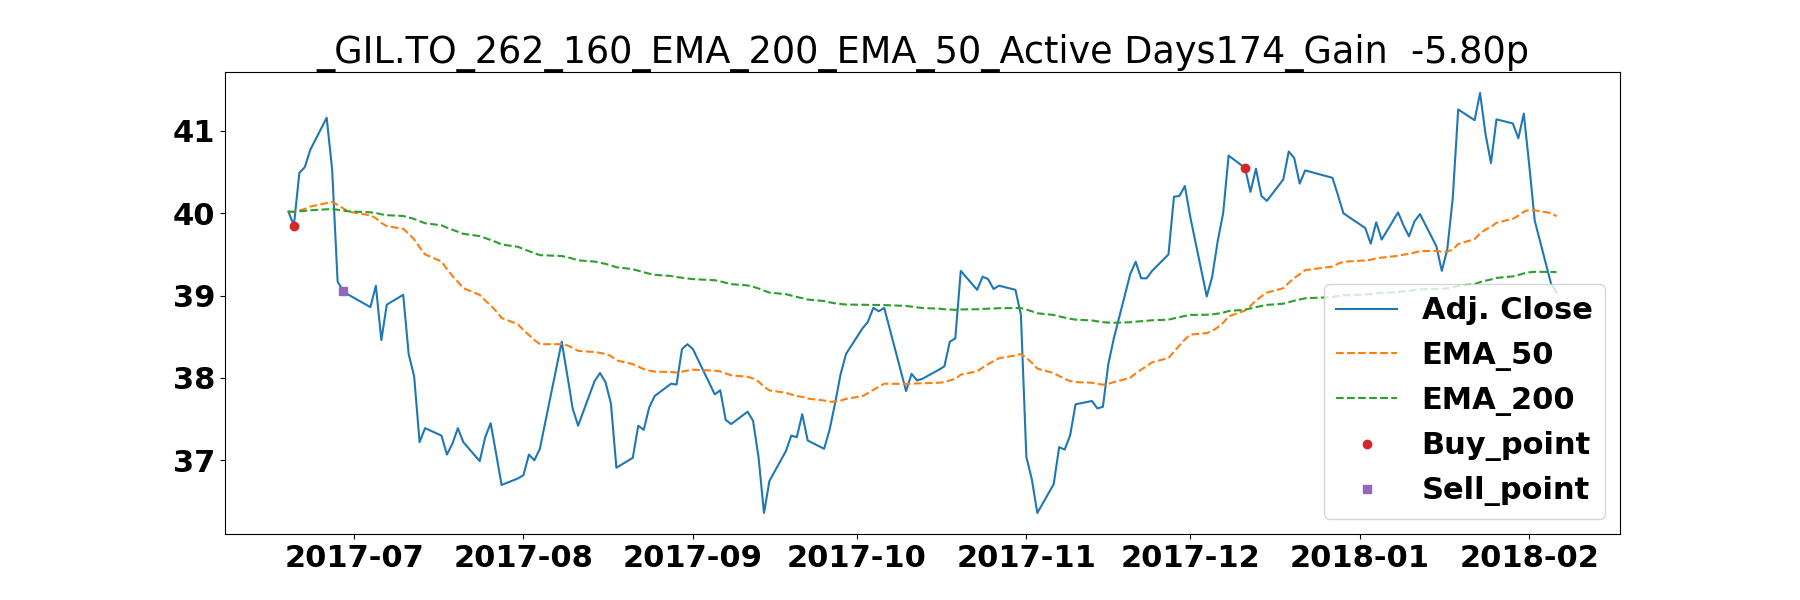 _GIL.TO_262_160_EMA_200_EMA_50_Active Days174_Gain  -5.80p
41
40
39
38
37
Adj. Close
EMA_50
EMA_200
Buy_point
Sell_point
2017-07 2017-08 2017-09 2017-10 2017-11 2017-12 2018-01 2018-02